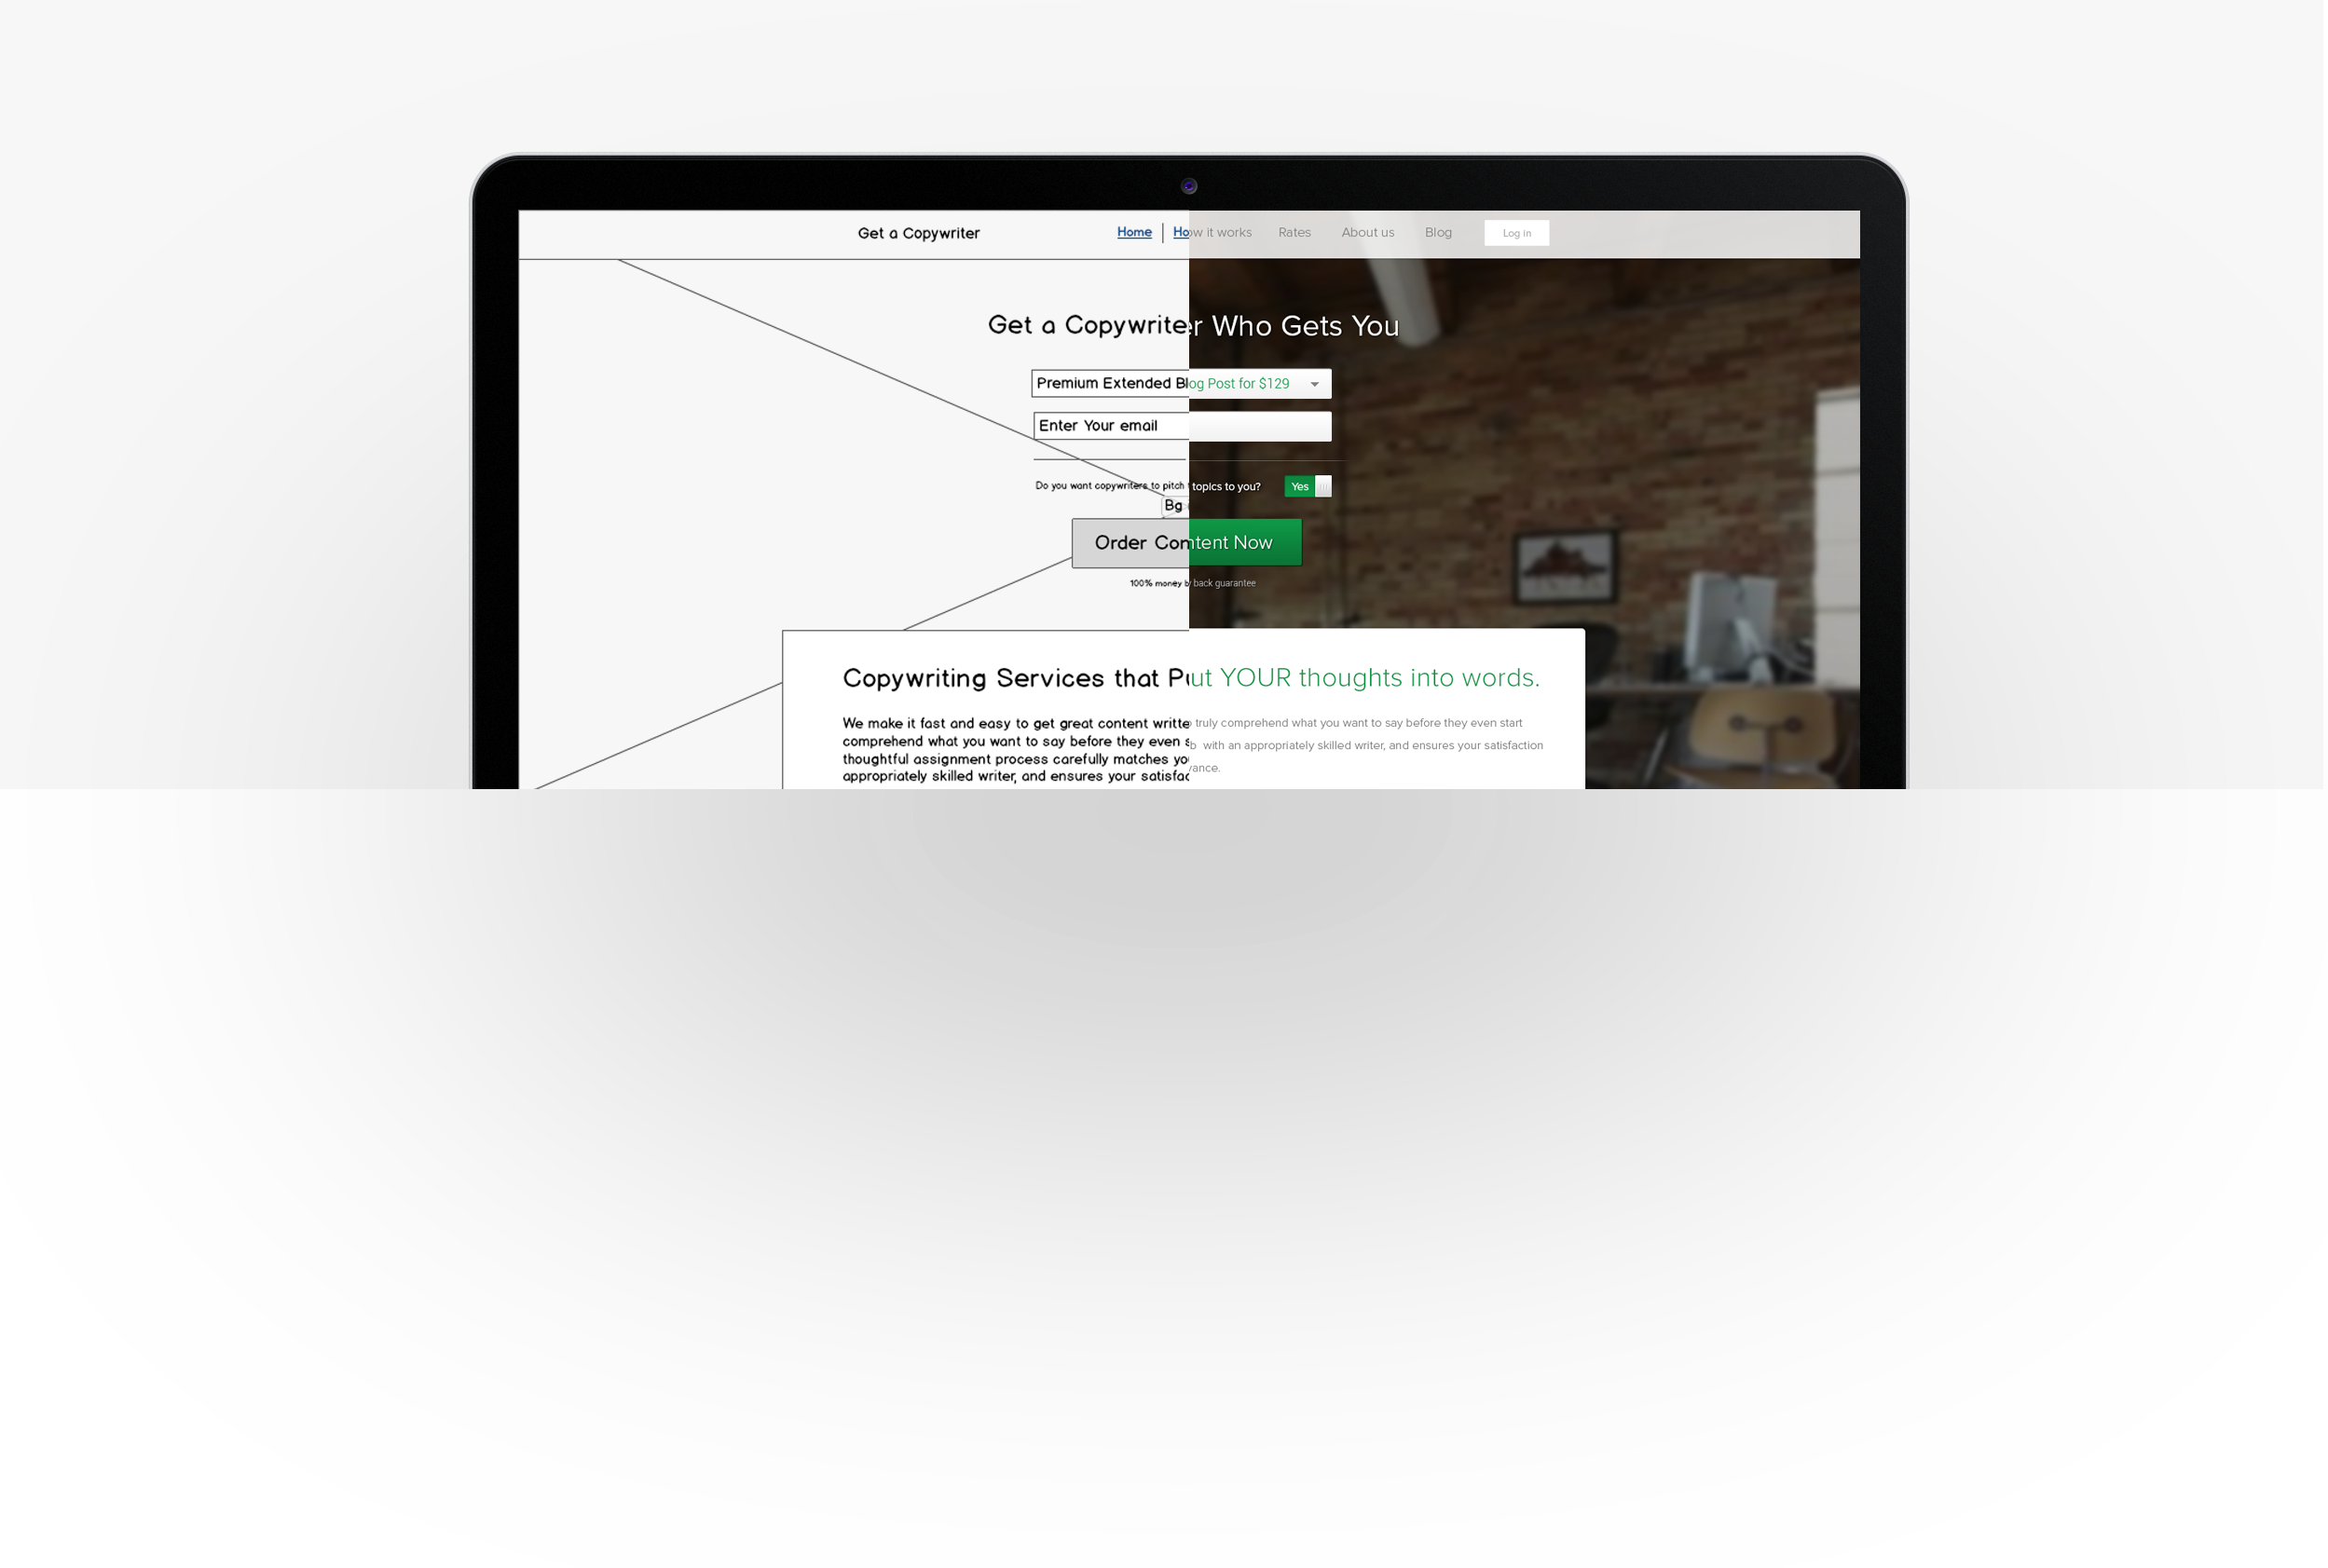 Get a Copywriter Home How it works Rates About us Blog Log in
Get a Copywriter Who Gets You
Premium Extended Blog Post for $129
Enter Your email
Do you want copywriters to pitch topics to you? Yes
Bg
Order Content Now
100% money back guarantee
Copywriting Services that Put YOUR thoughts into words.
We make it fast and easy to get great content writte truly comprehend what you want to say before they even start
comprehend what you want to say before they even s with an appropriately skilled writer, and ensures your satisfaction
thoughtful assignment process carefully matches yo vance.
appropriately skilled writer, and ensures your satisfac